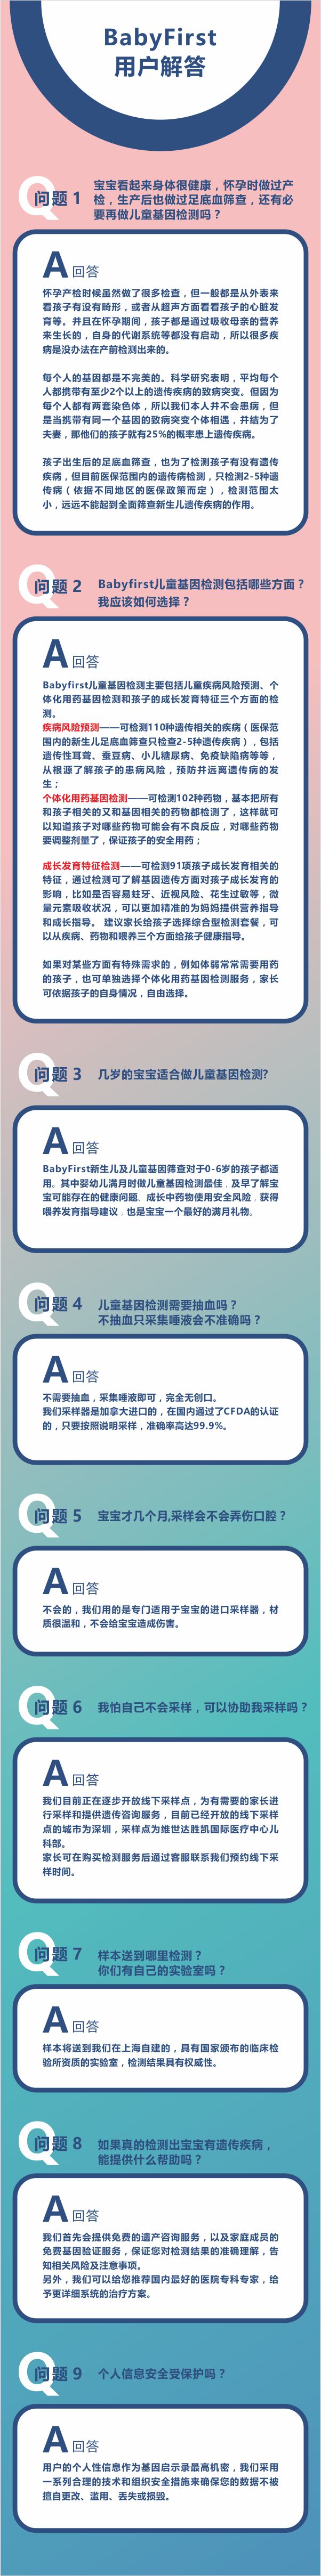 BabyFirst
用户解答
Q
问题 1
宝宝看起来身体很健康，怀孕时做过产
检，生产后也做过足底血筛查，还有必
要再做儿童基因检测吗？
A 回答
怀孕产检时候虽然做了很多检查，但一般都是从外表来
看孩子有没有畸形，或者从超声方面看看孩子的心脏发
育等。并且在怀孕期间，孩子都是通过吸收母亲的营养
来生长的，自身的代谢系统等都没有启动，所以很多疾
病是没办法在产前检测出来的。
每个人的基因都是不完美的。科学研究表明，平均每个
人都携带有至少2个以上的遗传疾病的致病突变。但因为
每个人都有两套染色体，所以我们本人并不会患病，但
是当携带有同一个基因的致病突变个体相遇，并结为了
夫妻，那他们的孩子就有25%的概率患上遗传疾病。
孩子出生后的足底血筛查，也为了检测孩子有没有遗传
疾病，但目前医保范围内的遗传病检测，只检测2-5种遗
传病（依据不同地区的医保政策而定），检测范围太
小，远远不能起到全面筛查新生儿遗传疾病的作用。
Q
问题 2
Babyfirst儿童基因检测包括哪些方面？
我应该如何选择？
A 回答
Babyfirst儿童基因检测主要包括儿童疾病风险预测、个
体化用药基因检测和孩子的成长发育特征三个方面的检
测。
疾病风险预测——可检测110种遗传相关的疾病（医保范
围内的新生儿足底血筛查只检查2-5种遗传疾病），包括
遗传性耳聋、蚕豆病、小儿糖尿病、免疫缺陷病等等，
从根源了解孩子的患病风险，预防并远离遗传病的发
生；
个体化用药基因检测——可检测102种药物，基本把所有
和孩子相关的又和基因相关的药物都检测了，这样就可
以知道孩子对哪些药物可能会有不良反应，对哪些药物
要调整剂量了，保证孩子的安全用药；
成长发育特征检测——可检测91项孩子成长发育相关的
特征，通过检测可了解基因遗传方面对孩子成长发育的
影响，比如是否容易蛀牙、近视风险、花生过敏等，微
量元素吸收状况，可以更加精准的为妈妈提供营养指导
和成长指导。 建议家长给孩子选择综合型检测套餐，可
以从疾病、药物和喂养三个方面给孩子健康指导。
如果对某些方面有特殊需求的，例如体弱常常需要用药
的孩子，也可单独选择个体化用药基因检测服务，家长
可依据孩子的自身情况，自由选择。
Q
问题 3
几岁的宝宝适合做儿童基因检测?
A 回答
BabyFirst新生儿及儿童基因筛查对于0-6岁的孩子都适
用。其中婴幼儿满月时做儿童基因检测最佳，及早了解宝
宝可能存在的健康问题、成长中药物使用安全风险，获得
喂养发育指导建议，也是宝宝一个最好的满月礼物。
Q
问题 4
儿童基因检测需要抽血吗？
不抽血只采集唾液会不准确吗？
A 回答
不需要抽血，采集唾液即可，完全无创口。
我们采样器是加拿大进口的，在国内通过了CFDA的认证
的，只要按照说明采样，准确率高达99.9%。
Q
问题 5
宝宝才几个月,采样会不会弄伤口腔？
A 回答
不会的，我们用的是专门适用于宝宝的进口采样器，材
质很温和，不会给宝宝造成伤害。
Q
问题 6
我怕自己不会采样，可以协助我采样吗？
A 回答
我们目前正在逐步开放线下采样点，为有需要的家长进
行采样和提供遗传咨询服务，目前已经开放的线下采样
点的城市为深圳，采样点为维世达胜凯国际医疗中心儿
科部。
家长可在购买检测服务后通过客服联系我们预约线下采
样时间。
Q
问题 7
样本送到哪里检测？
你们有自己的实验室吗？
A 回答
样本将送到我们在上海自建的，具有国家颁布的临床检
验所资质的实验室，检测结果具有权威性。
Q
问题 8
如果真的检测出宝宝有遗传疾病，
能提供什么帮助吗？
A 回答
我们首先会提供免费的遗产咨询服务，以及家庭成员的
免费基因验证服务，保证您对检测结果的准确理解，告
知相关风险及注意事项。
另外，我们可以给您推荐国内最好的医院专科专家，给
予更详细系统的治疗方案。
Q
问题 9
个人信息安全受保护吗？
A 回答
用户的个人性信息作为基因启示录最高机密，我们采用
一系列合理的技术和组织安全措施来确保您的数据不被
擅自更改、滥用、丢失或损毁。